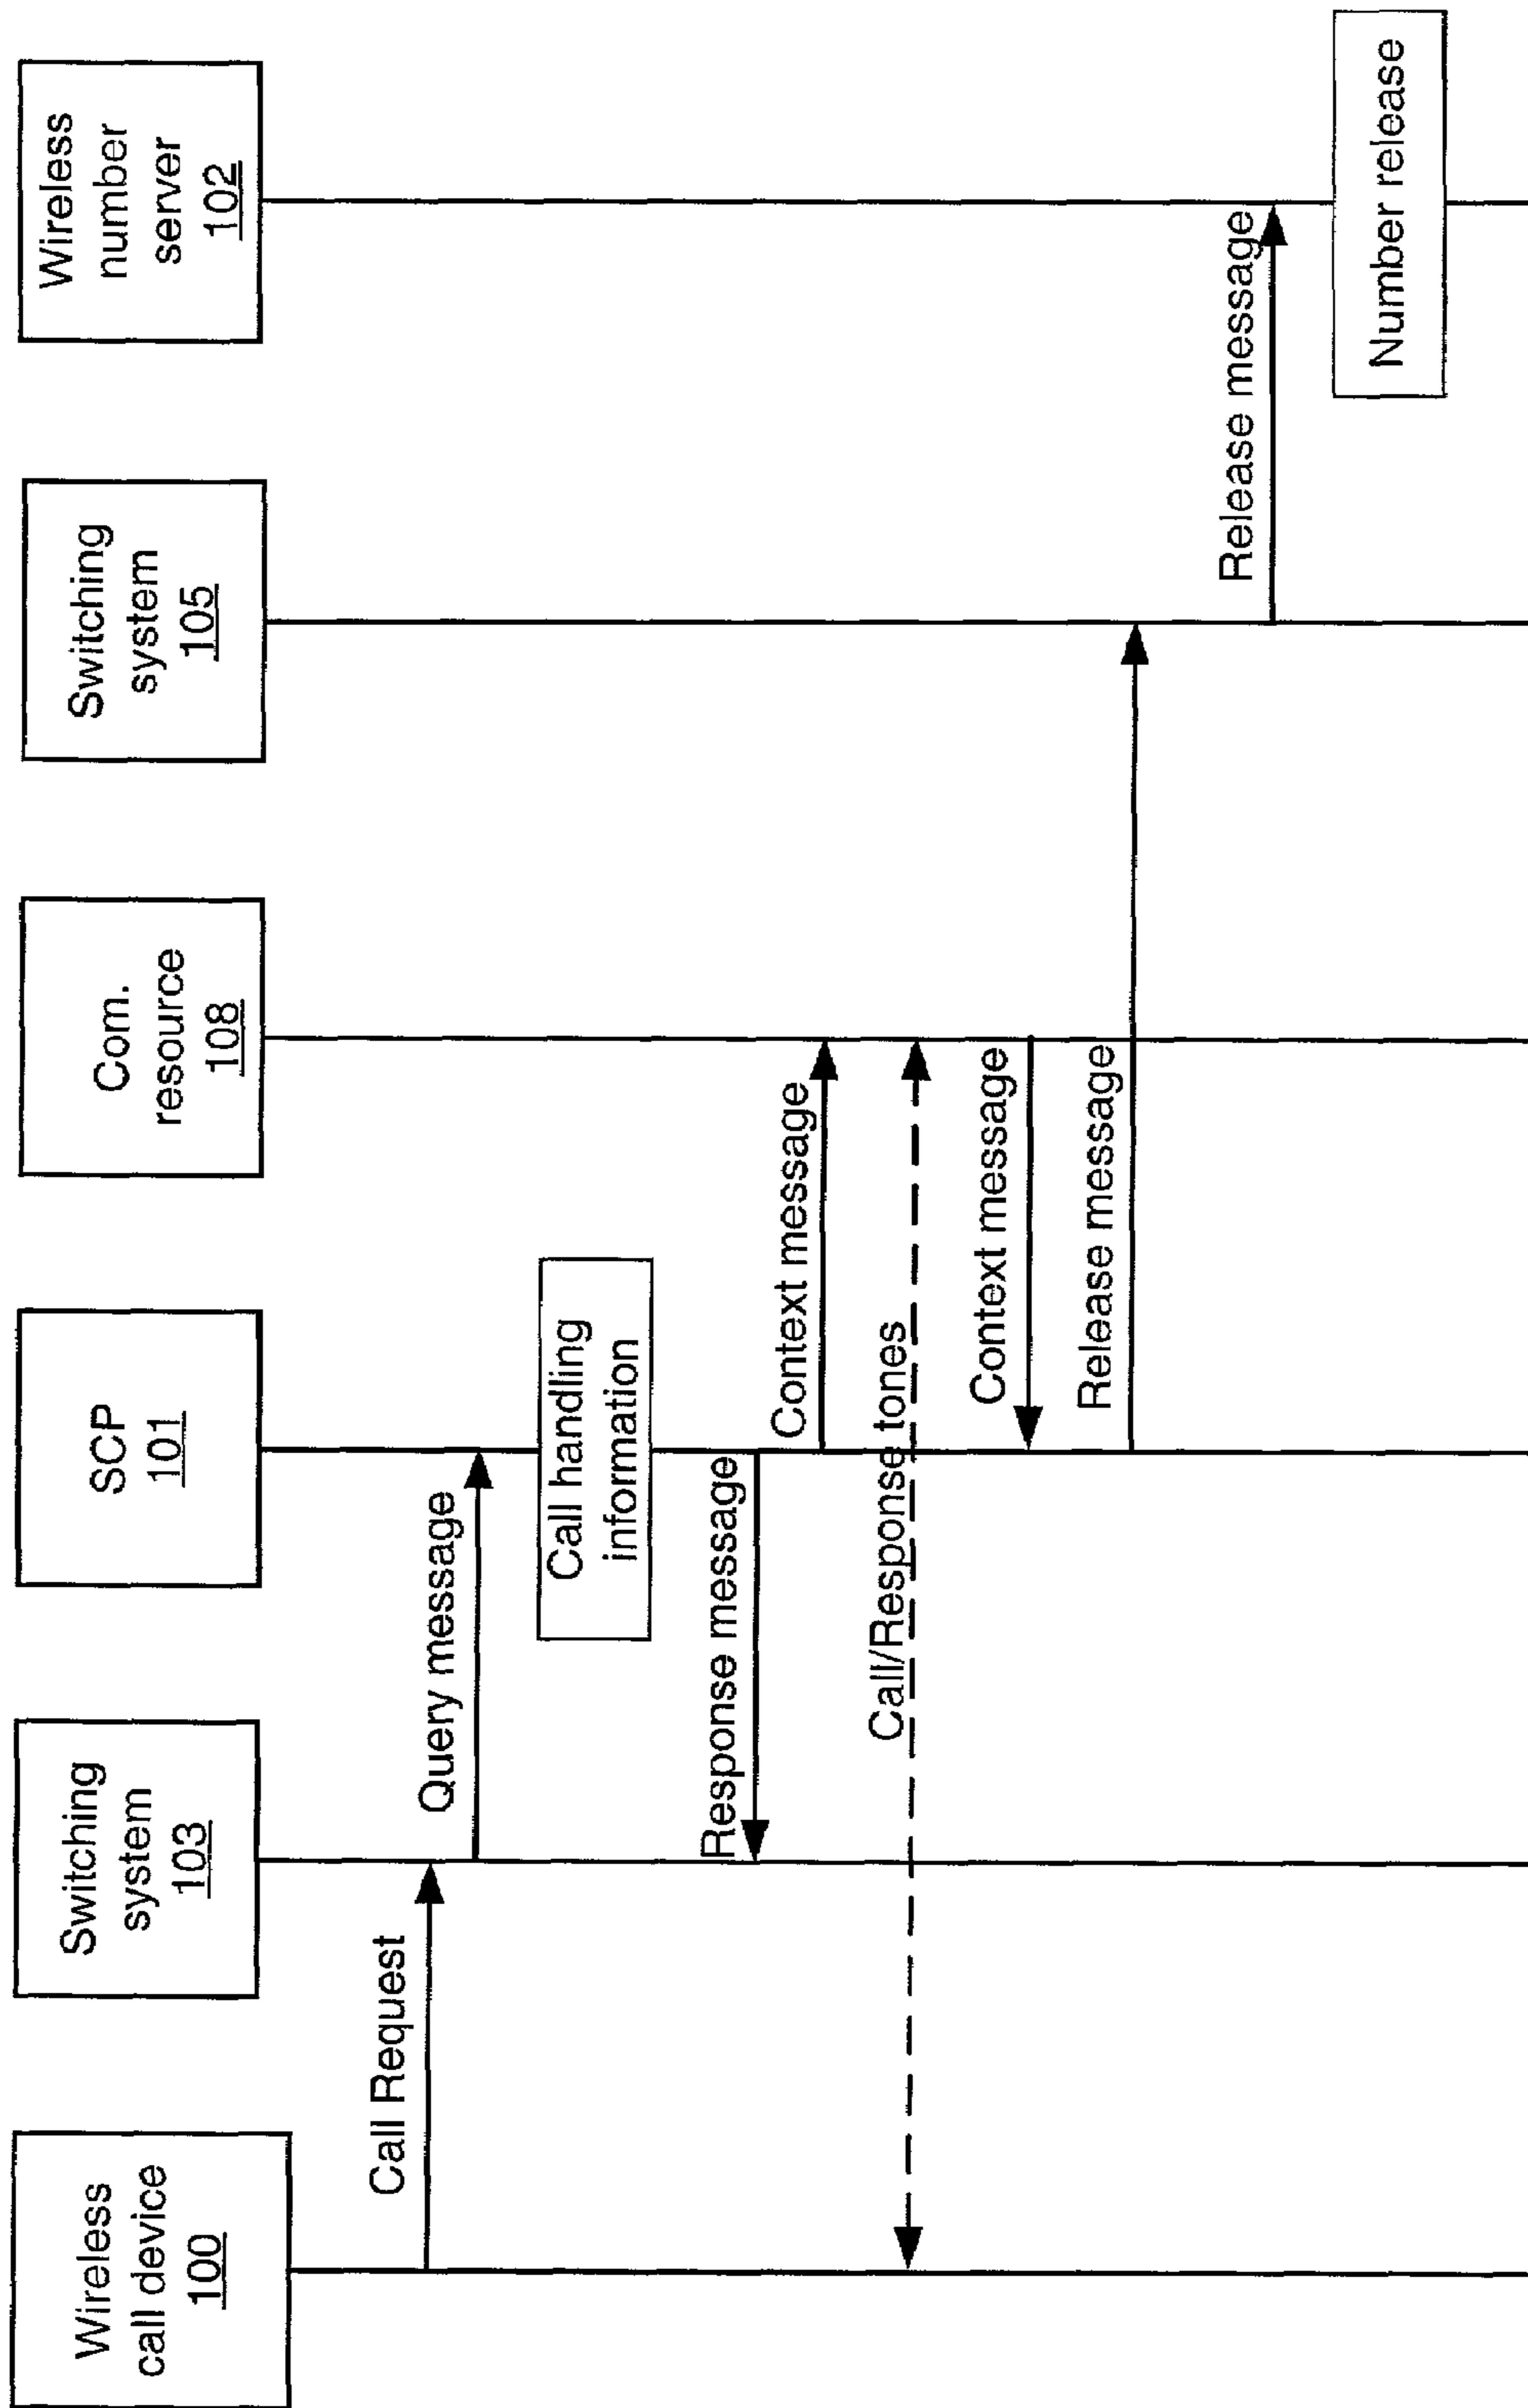 Wireless
call device
100
Switching
system
103
SCP
101
Com.
resource
108
Switching
system
105
Wireless
number
server
102
Call Request
Query message
Call handling
information
Response message
Context message
Call/Response tones
Context message
Release message
Release message
Number release